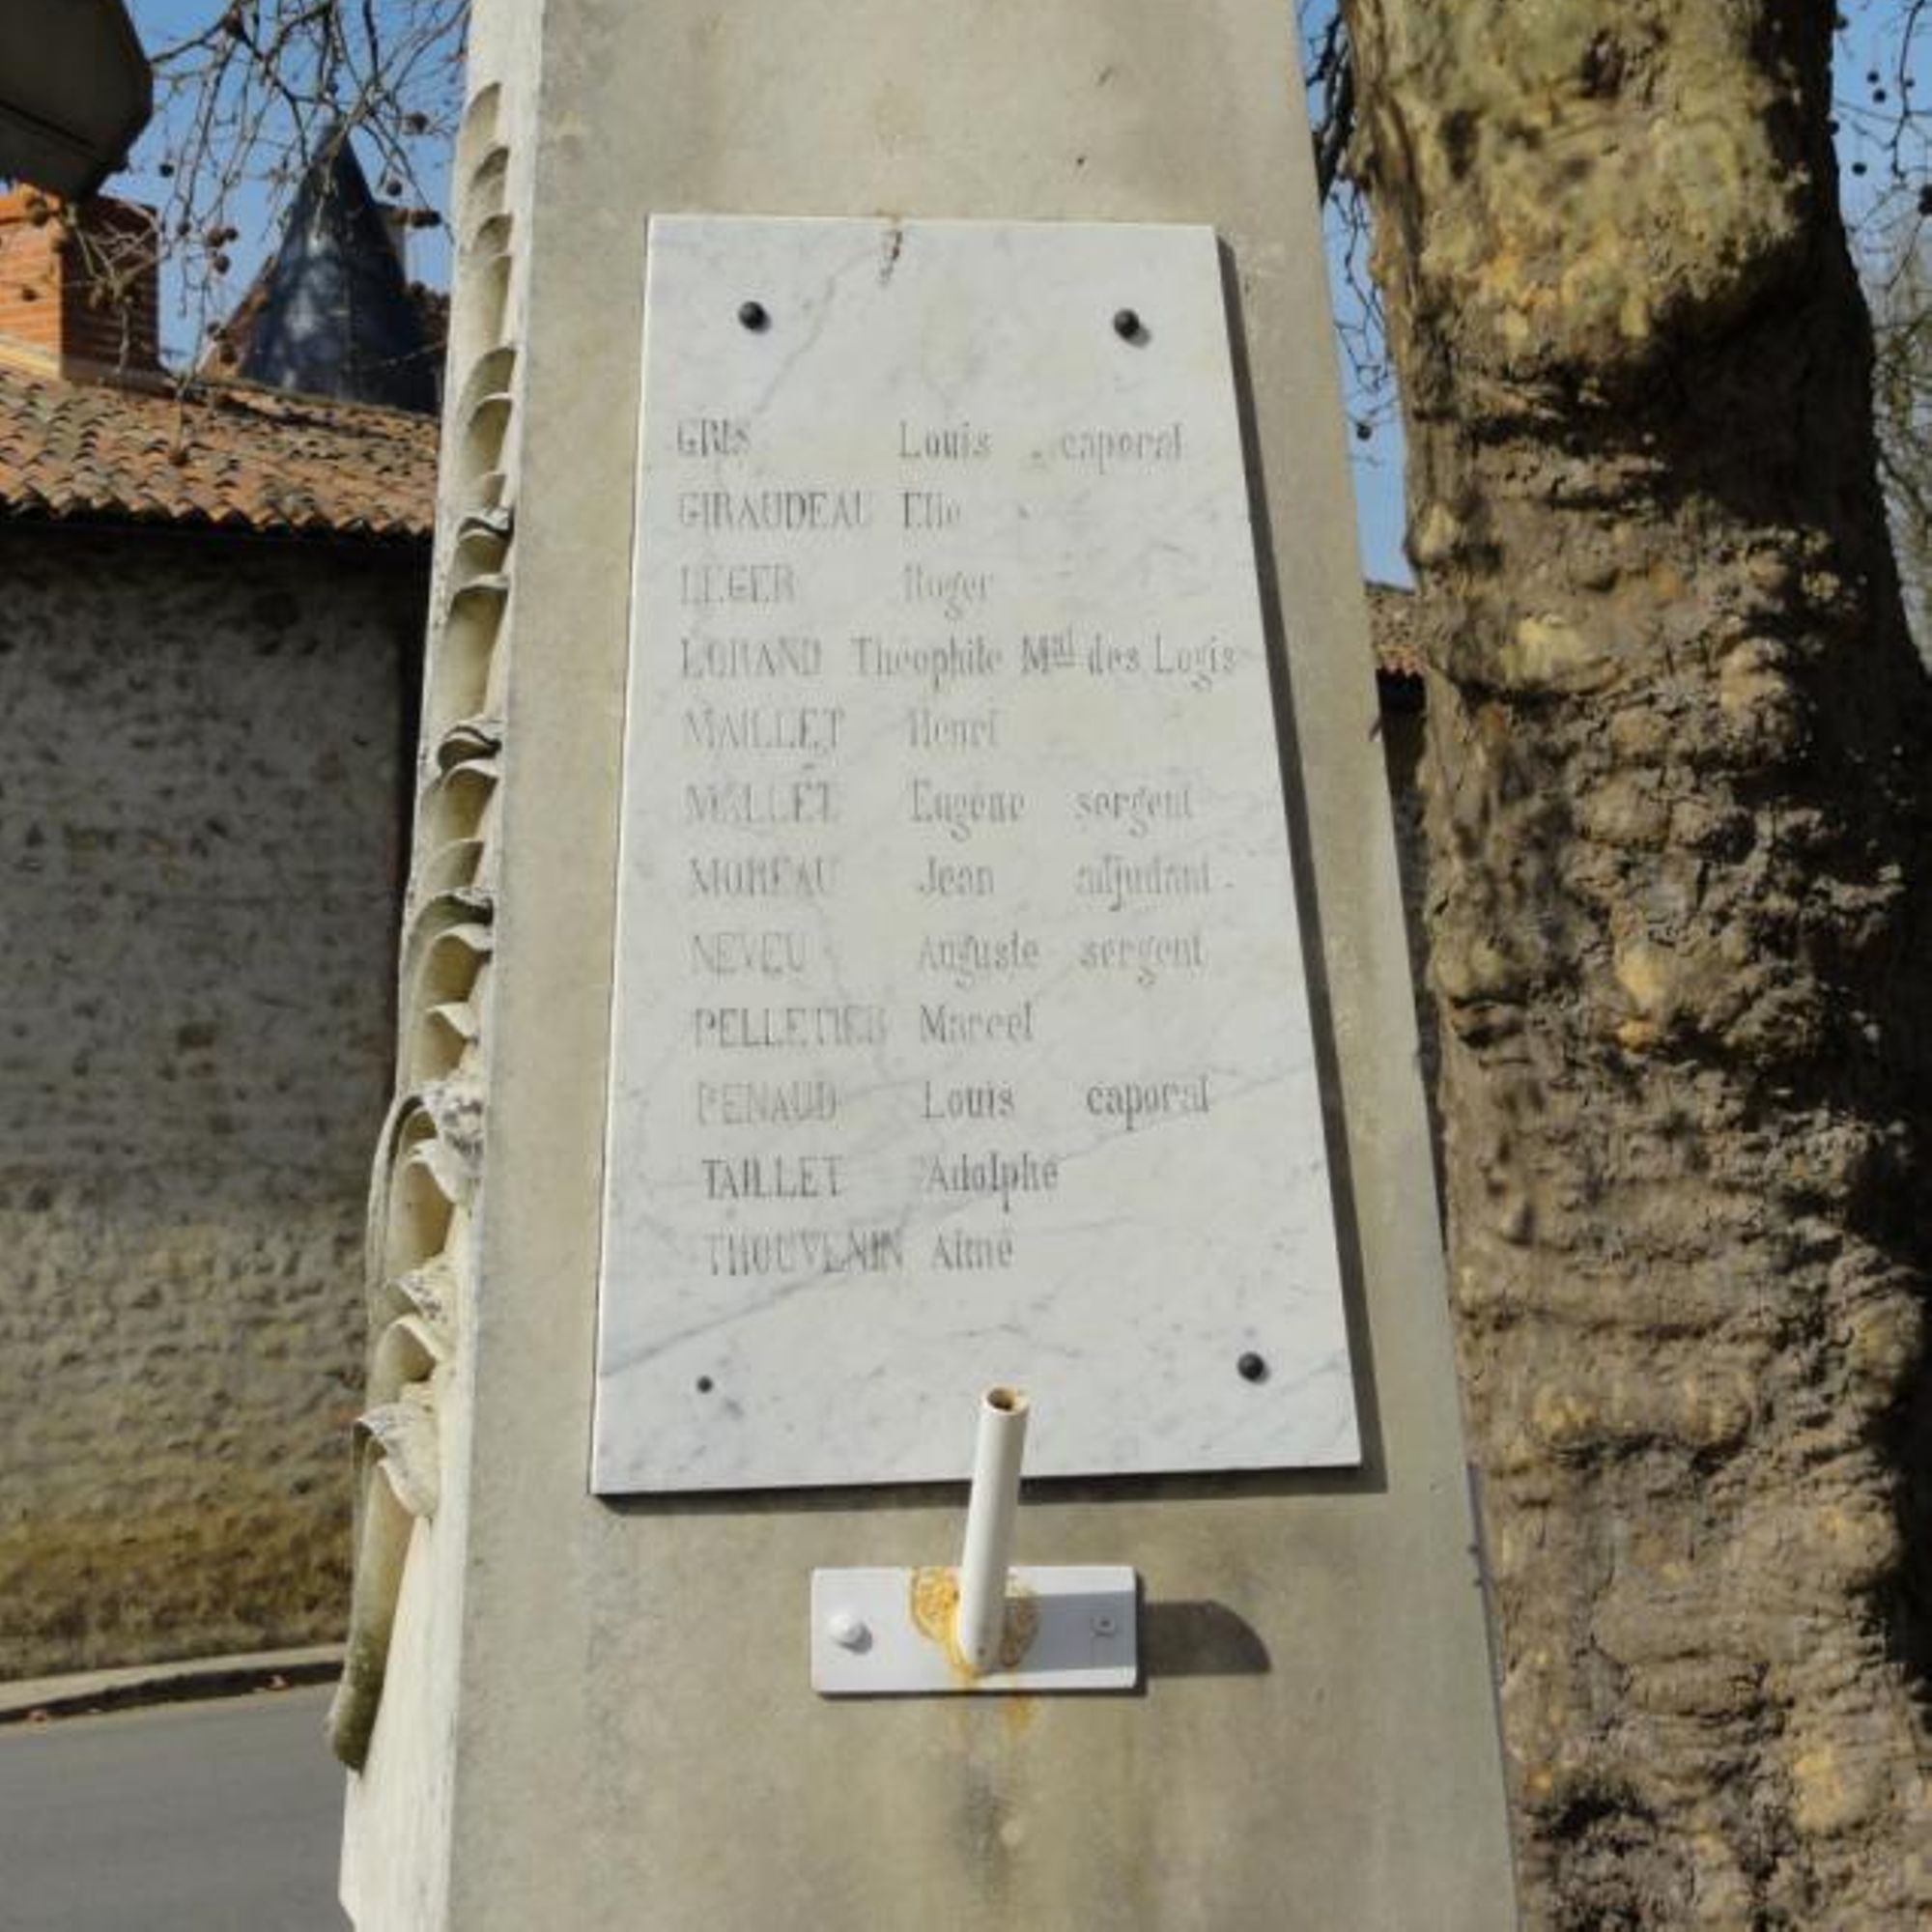 GRIS Louis caporal
GIRAUDEAU Elie
LEGER Roger
LORAND Théophile Mal des Logis
MAILLET Henri
MALLET Eugène sergent
MOREAU Jean adjudant
NEVEU Auguste sergent
PELLETIER Marcel
PENAUD Louis caporal
TAILLET Adolphe
THOUVENIN Aimé